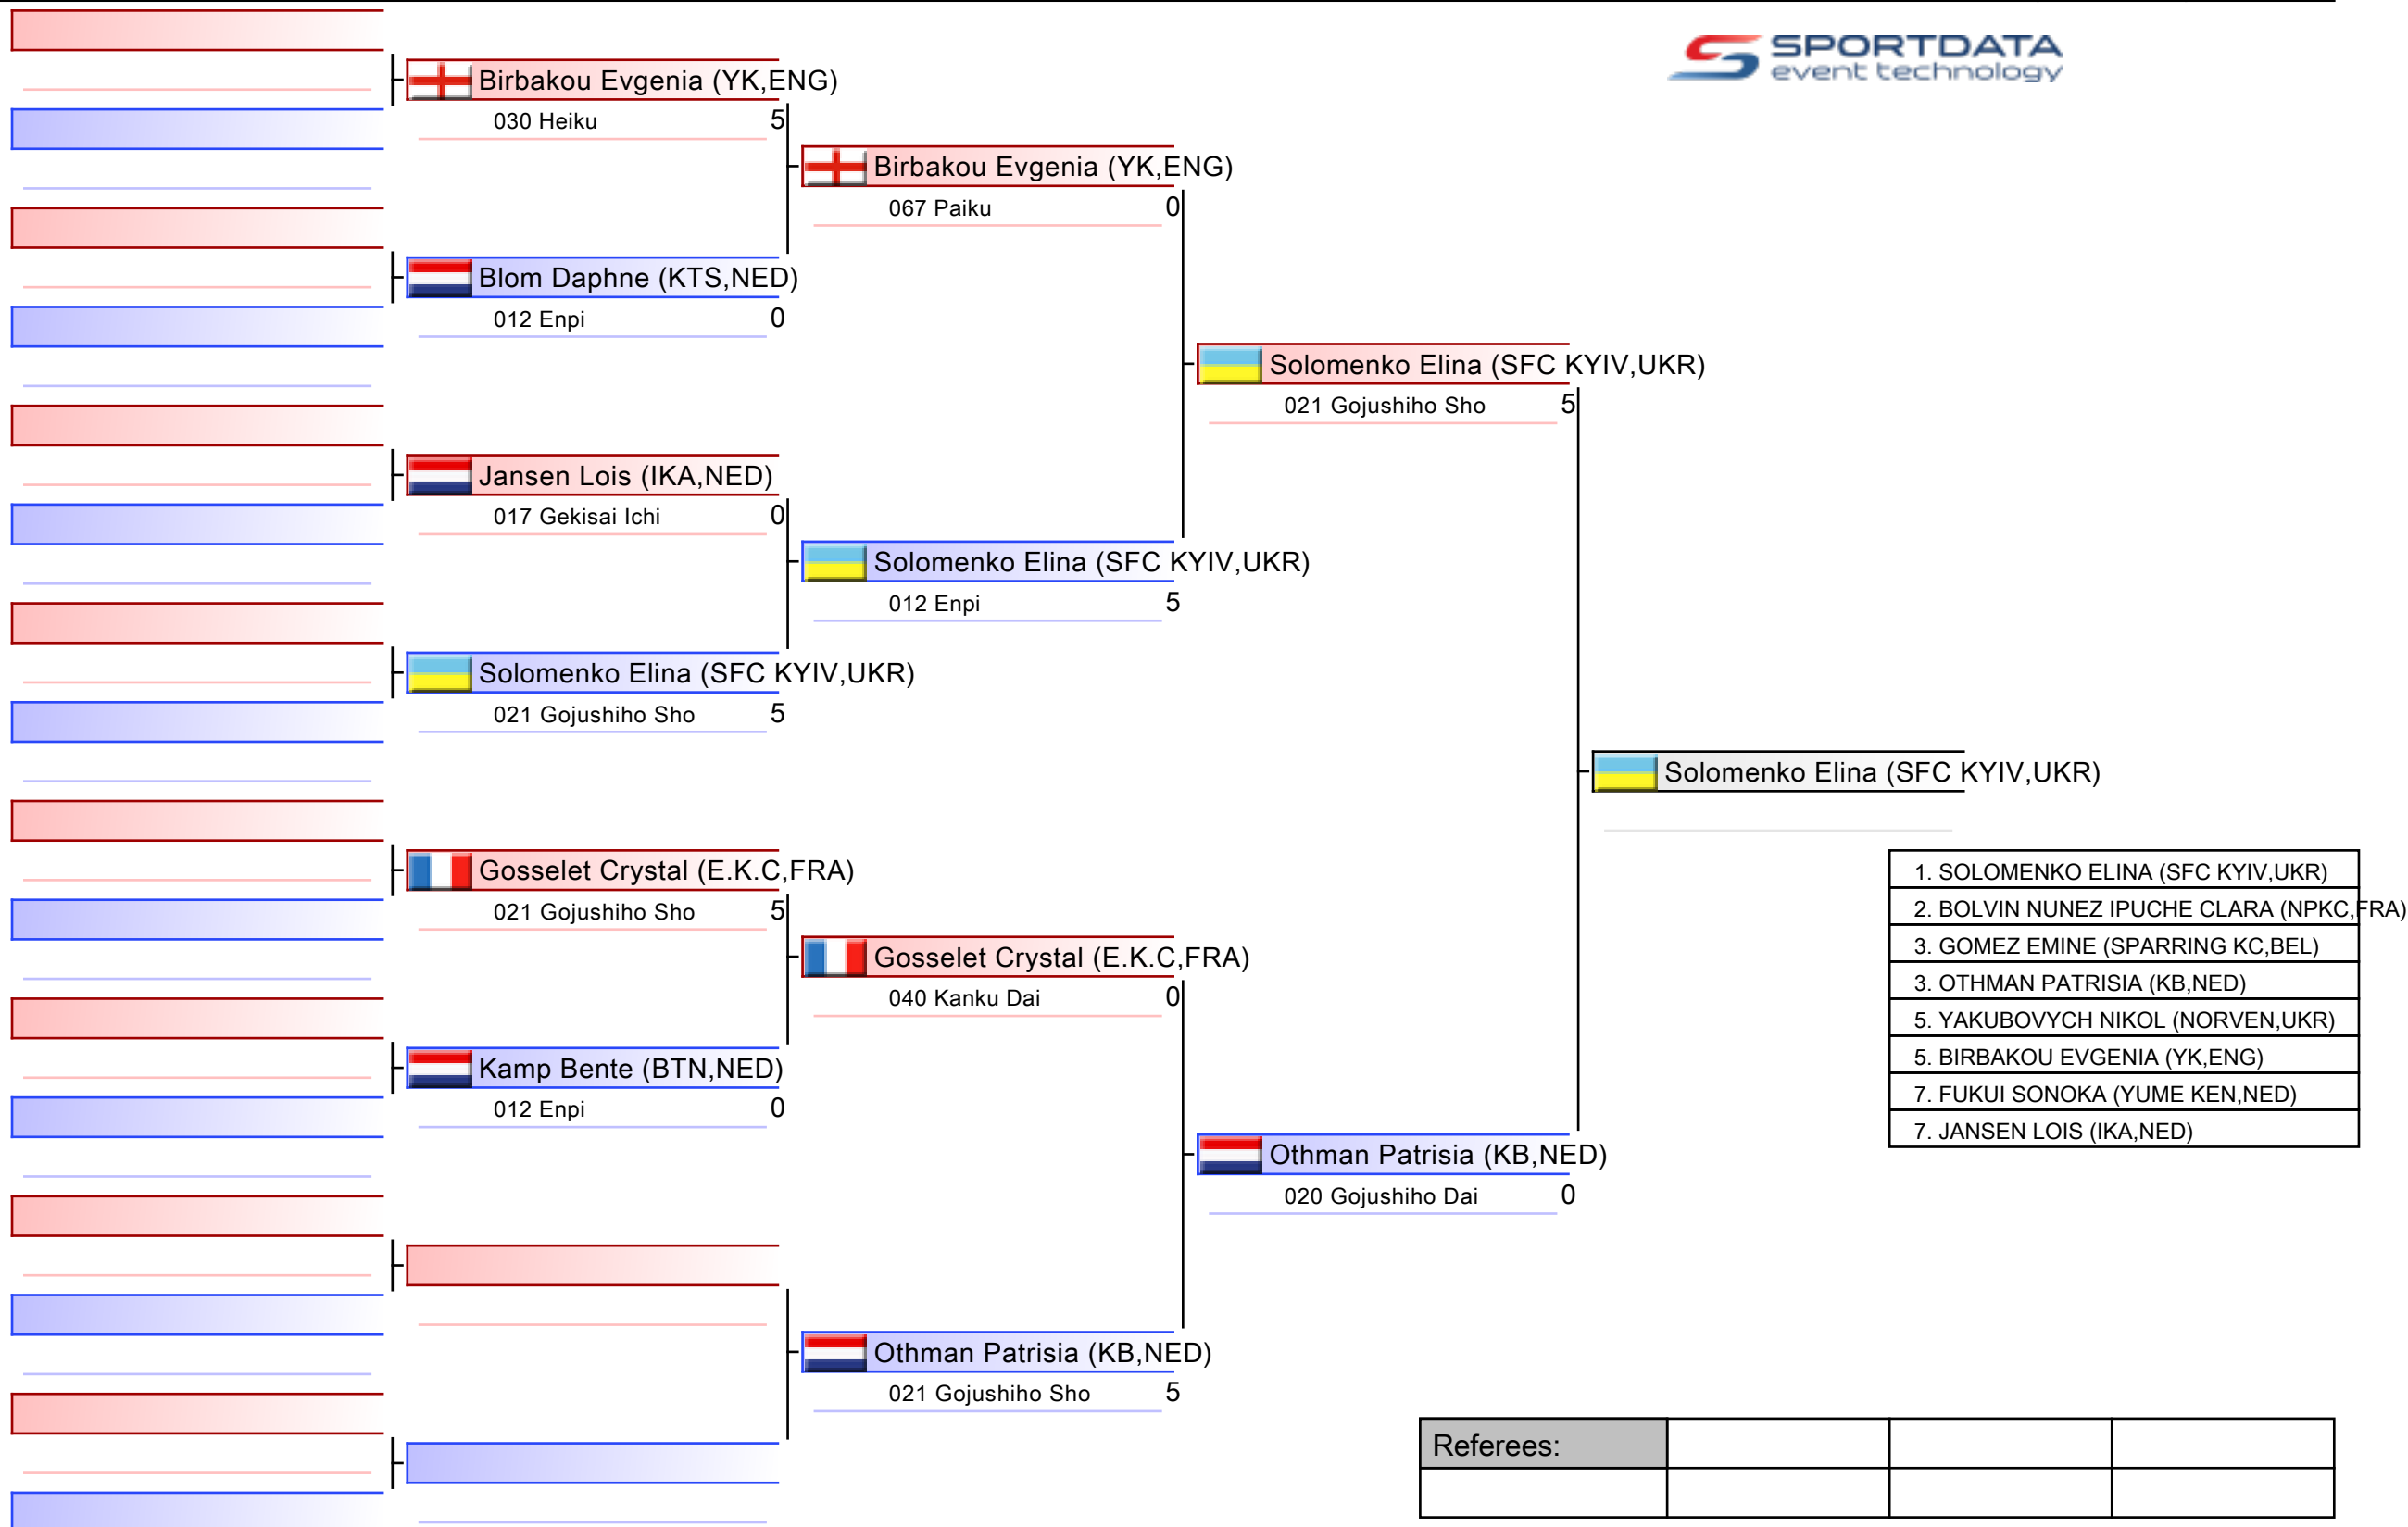 SPORTDATA
event technology
Birbakou Evgenia (YK,ENG)
030 Heiku 5
Birbakou Evgenia (YK,ENG)
067 Paiku 0
Blom Daphne (KTS,NED)
012 Enpi 0
Solomenko Elina (SFC KYIV,UKR)
021 Gojushiho Sho 5
Jansen Lois (IKA,NED)
017 Gekisai Ichi 0
Solomenko Elina (SFC KYIV,UKR)
012 Enpi 5
Solomenko Elina (SFC KYIV,UKR)
021 Gojushiho Sho 5
Solomenko Elina (SFC KYIV,UKR)
Gosselet Crystal (E.K.C,FRA)
021 Gojushiho Sho 5
Gosselet Crystal (E.K.C,FRA)
040 Kanku Dai 0
Kamp Bente (BTN,NED)
012 Enpi 0
Othman Patrisia (KB,NED)
020 Gojushiho Dai 0
Othman Patrisia (KB,NED)
021 Gojushiho Sho 5
1. SOLOMENKO ELINA (SFC KYIV,UKR)
2. BOLVIN NUNEZ IPUCHE CLARA (NPKC,FRA)
3. GOMEZ EMINE (SPARRING KC,BEL)
3. OTHMAN PATRISIA (KB,NED)
5. YAKUBOVYCH NIKOL (NORVEN,UKR)
5. BIRBAKOU EVGENIA (YK,ENG)
7. FUKUI SONOKA (YUME KEN,NED)
7. JANSEN LOIS (IKA,NED)
Referees: